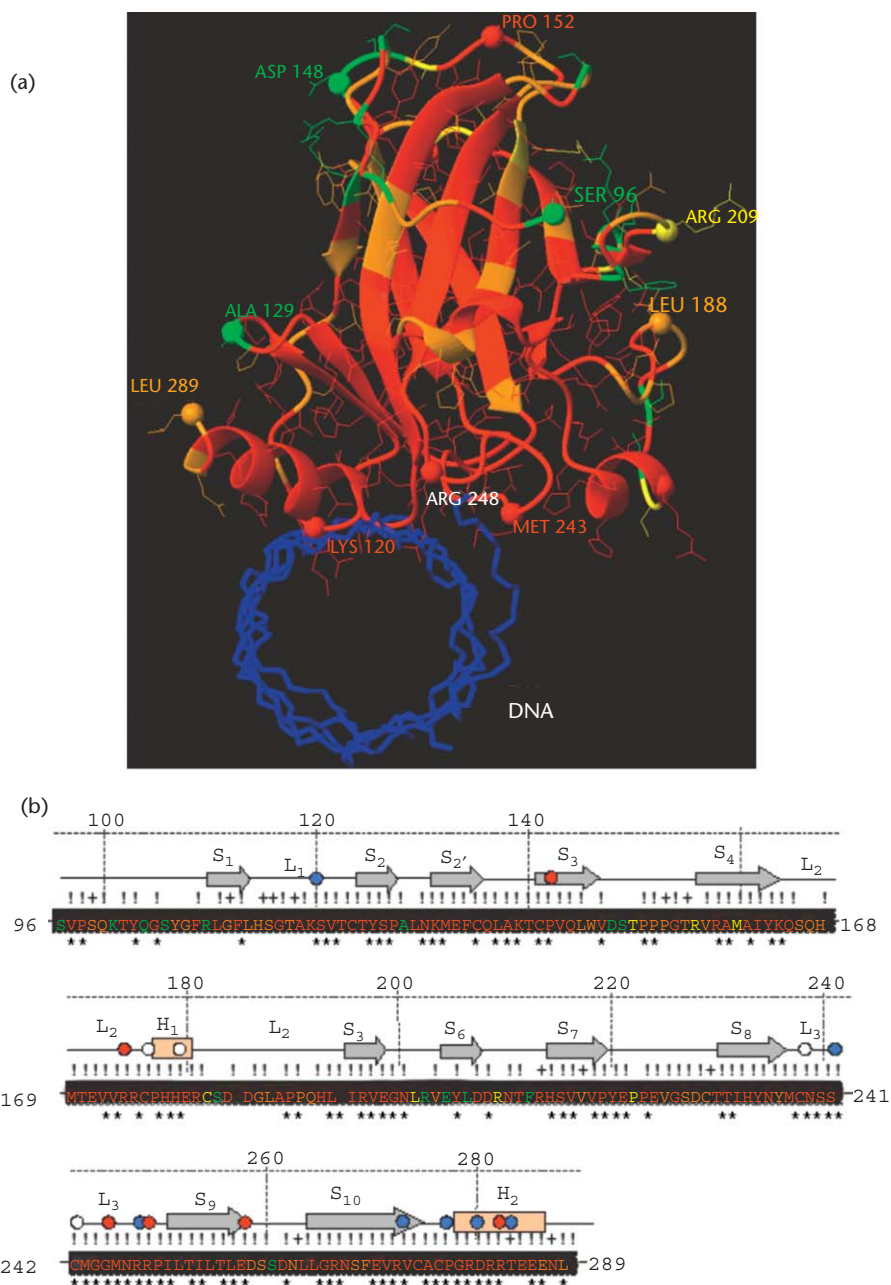 (a)
PRO 152
ASP 148
SER 96
ARG 209
LEU 188
ALA 129
LEU 289
ARG 248
MET 243
LYS 120
DNA
(b)
100 120 140
S1 L1 S2 S2' S3 S4 L2
96 SVPSQKTYQGSYGFRLGFLHSGTAKSVTCTYSPALNKMFCQLAKTCPVQLWVDSTPPPGTRVRAMAIYKQSQH 168
180 200 220 240
L2 H1 L2 S3 S6 S7 S8 L3
169 MTEVVRRCPHHERCSD DGLAPPQHL IRVEGNLRVEYLDDRNTFRHSVVVPYEPPEVGSDCTTIHYNYMCNSS 241
260 280
L3 S9 S10 H2
242 CMGGMNRRPILTILTLEDSSDNLLGRNSFEVRVCACPGRDRRTEEENL 289